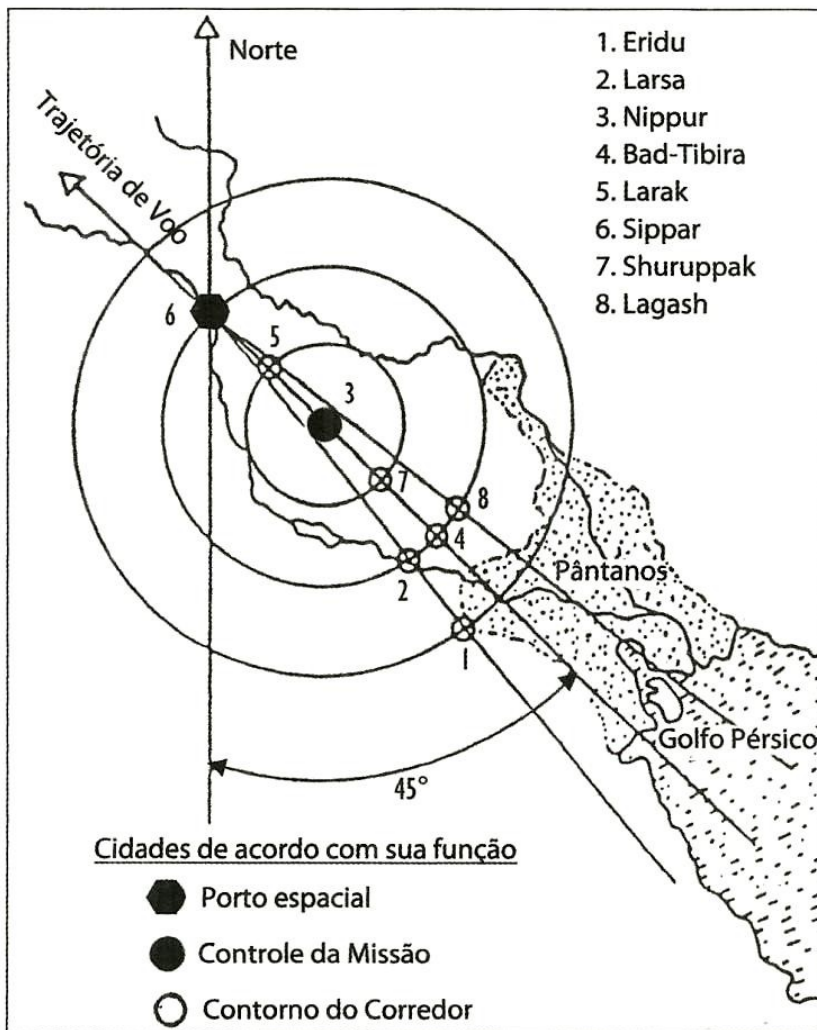 Norte
Trajetória de Voo
1. Eridu
2. Larsa
3. Nippur
4. Bad-Tibira
5. Larak
6. Sippar
7. Shuruppak
8. Lagash
6
5
3
7
8
4
2
1
Pântanos
Golfo Pérsico
45°
Cidades de acordo com sua função
Porto espacial
Controle da Missão
Contorno do Corredor